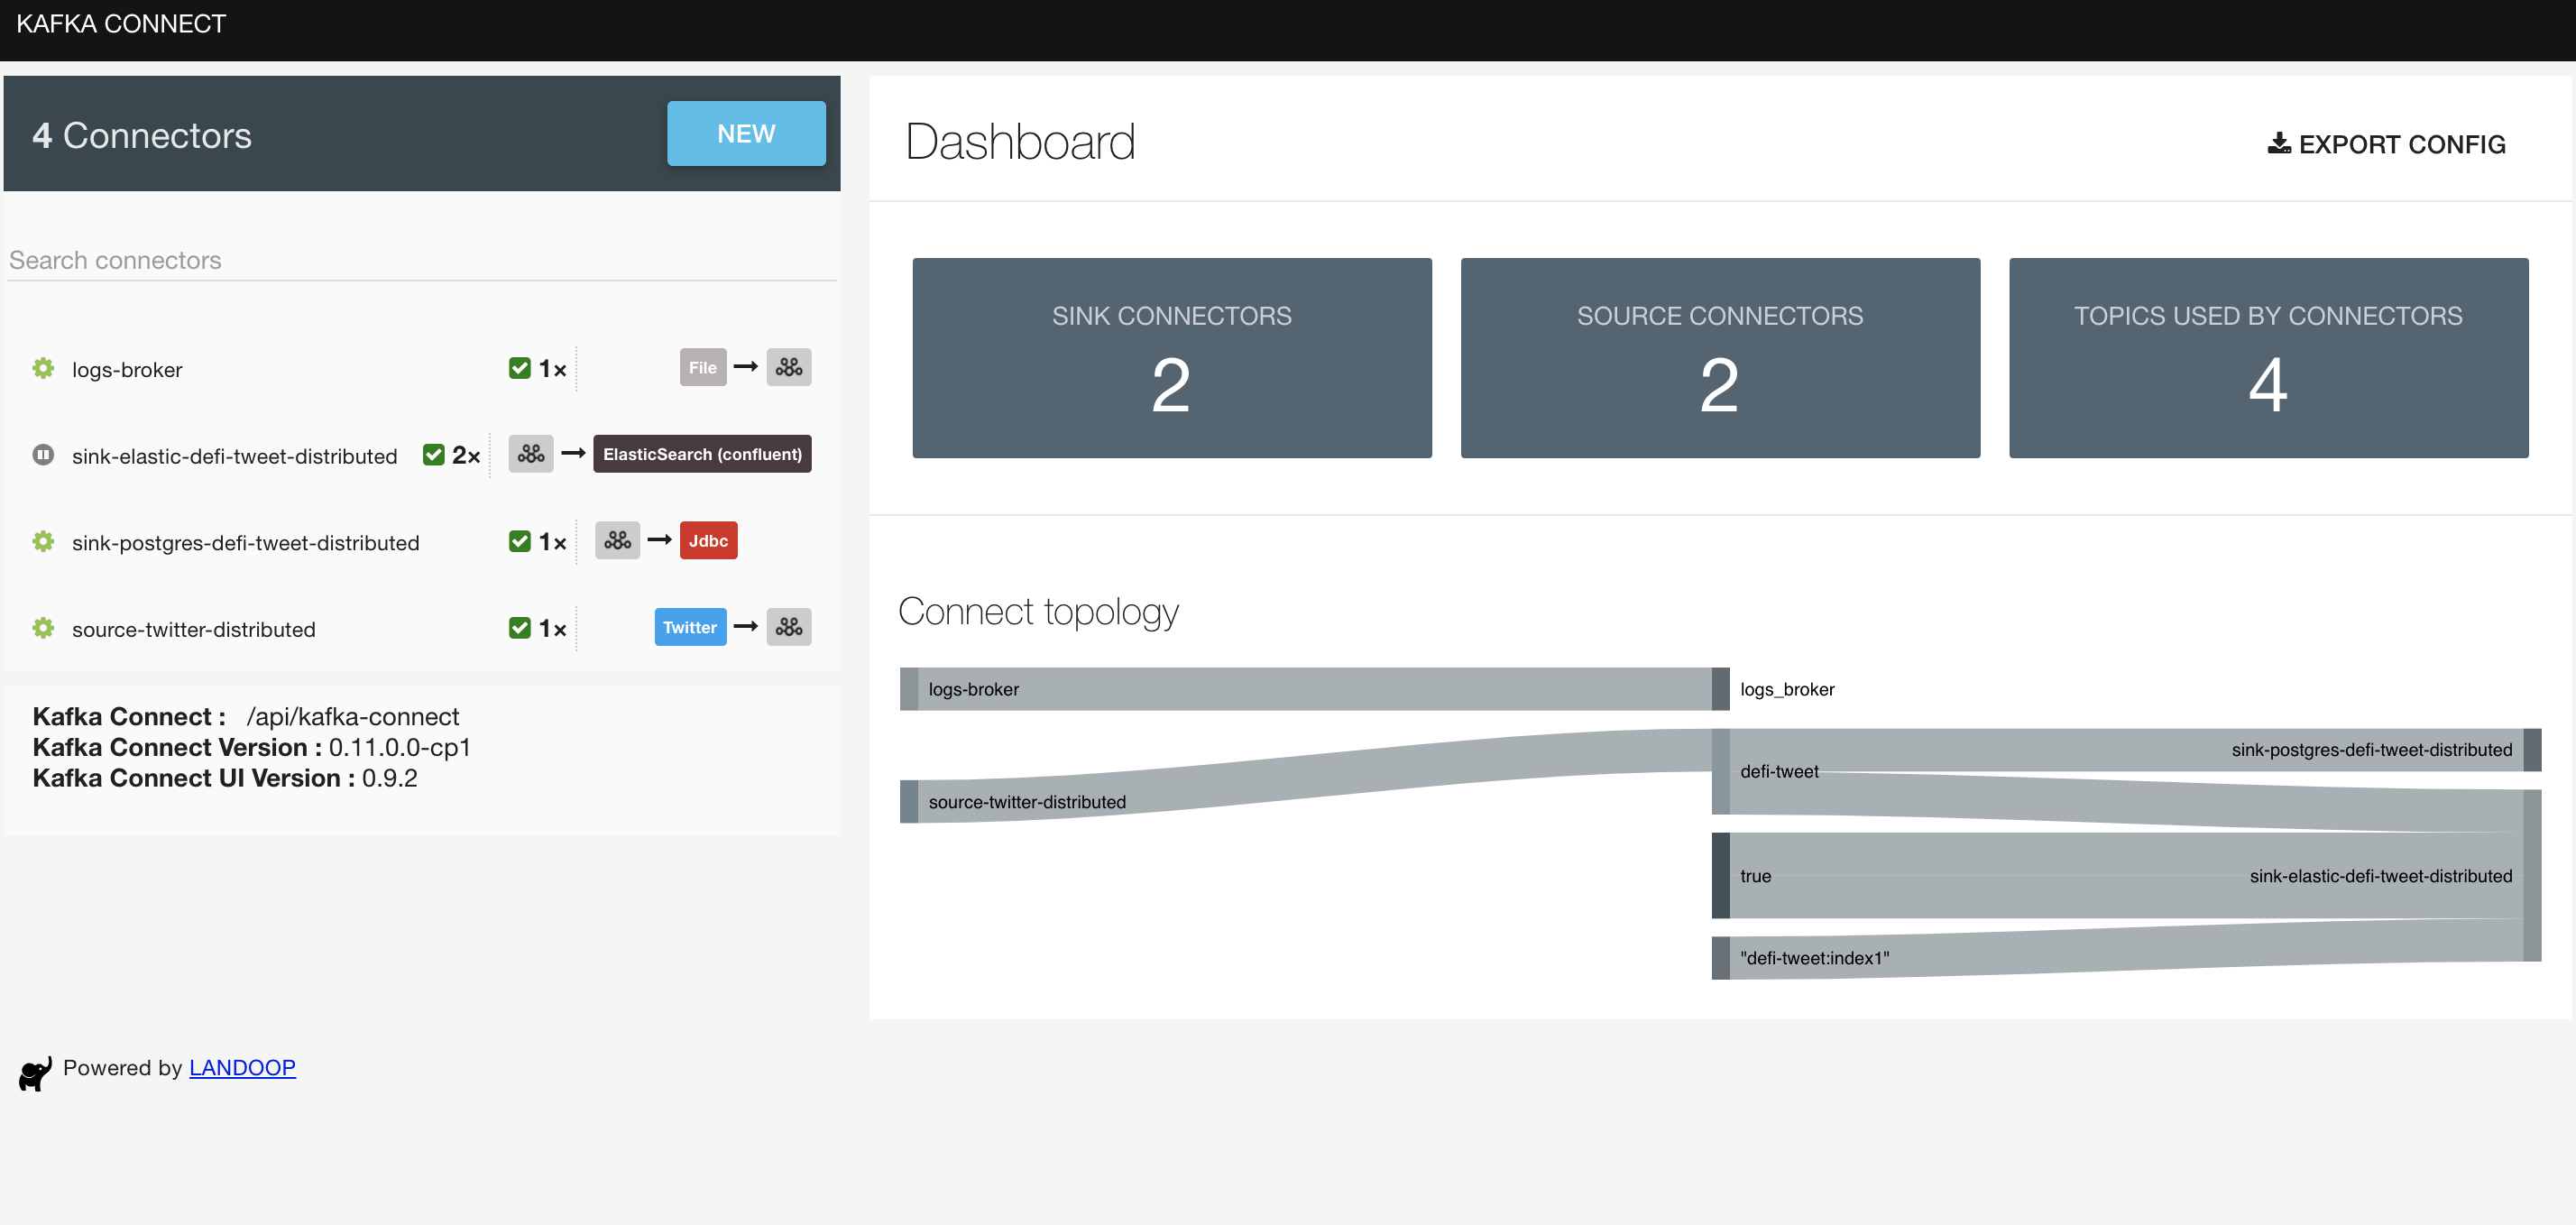 KAFKA CONNECT
4 Connectors
NEW
Search connectors
logs-broker 1x File
sink-elastic-defi-tweet-distributed 2x ElasticSearch (confluent)
sink-postgres-defi-tweet-distributed 1x Jdbc
source-twitter-distributed 1x Twitter
Kafka Connect : /api/kafka-connect
Kafka Connect Version : 0.11.0.0-cp1
Kafka Connect UI Version : 0.9.2
Powered by LANDOOP
Dashboard
EXPORT CONFIG
SINK CONNECTORS
2
SOURCE CONNECTORS
2
TOPICS USED BY CONNECTORS
4
Connect topology
logs-broker
logs_broker
source-twitter-distributed
defi-tweet
sink-postgres-defi-tweet-distributed
true
sink-elastic-defi-tweet-distributed
"defi-tweet:index1"